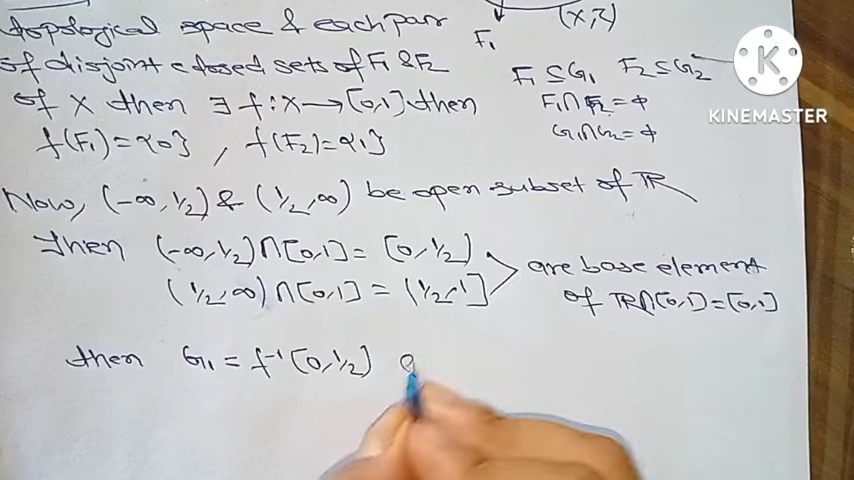 topological space & each pair
of disjoint closed sets of F₁ & F₂
of X then ∃ f: X → [0,1] then
f(F₁) = {0} , f(F₂) = {1}
F₁
(X,τ)
F₁ ⊆ G₁ F₂ ⊆ G₂
F₁ ∩ F₂ = φ
G₁ ∩ G₂ = φ
KINEMASTER
Now, (-∞, 1/2) & (1/2, ∞) be open subset of ℝ
Then (-∞, 1/2) ∩ [0,1] = [0, 1/2)
(1/2, ∞) ∩ [0,1] = (1/2, 1]
are base element
of ℝ ∩ [0,1] = [0,1]
then G₁ = f⁻¹ [0, 1/2)